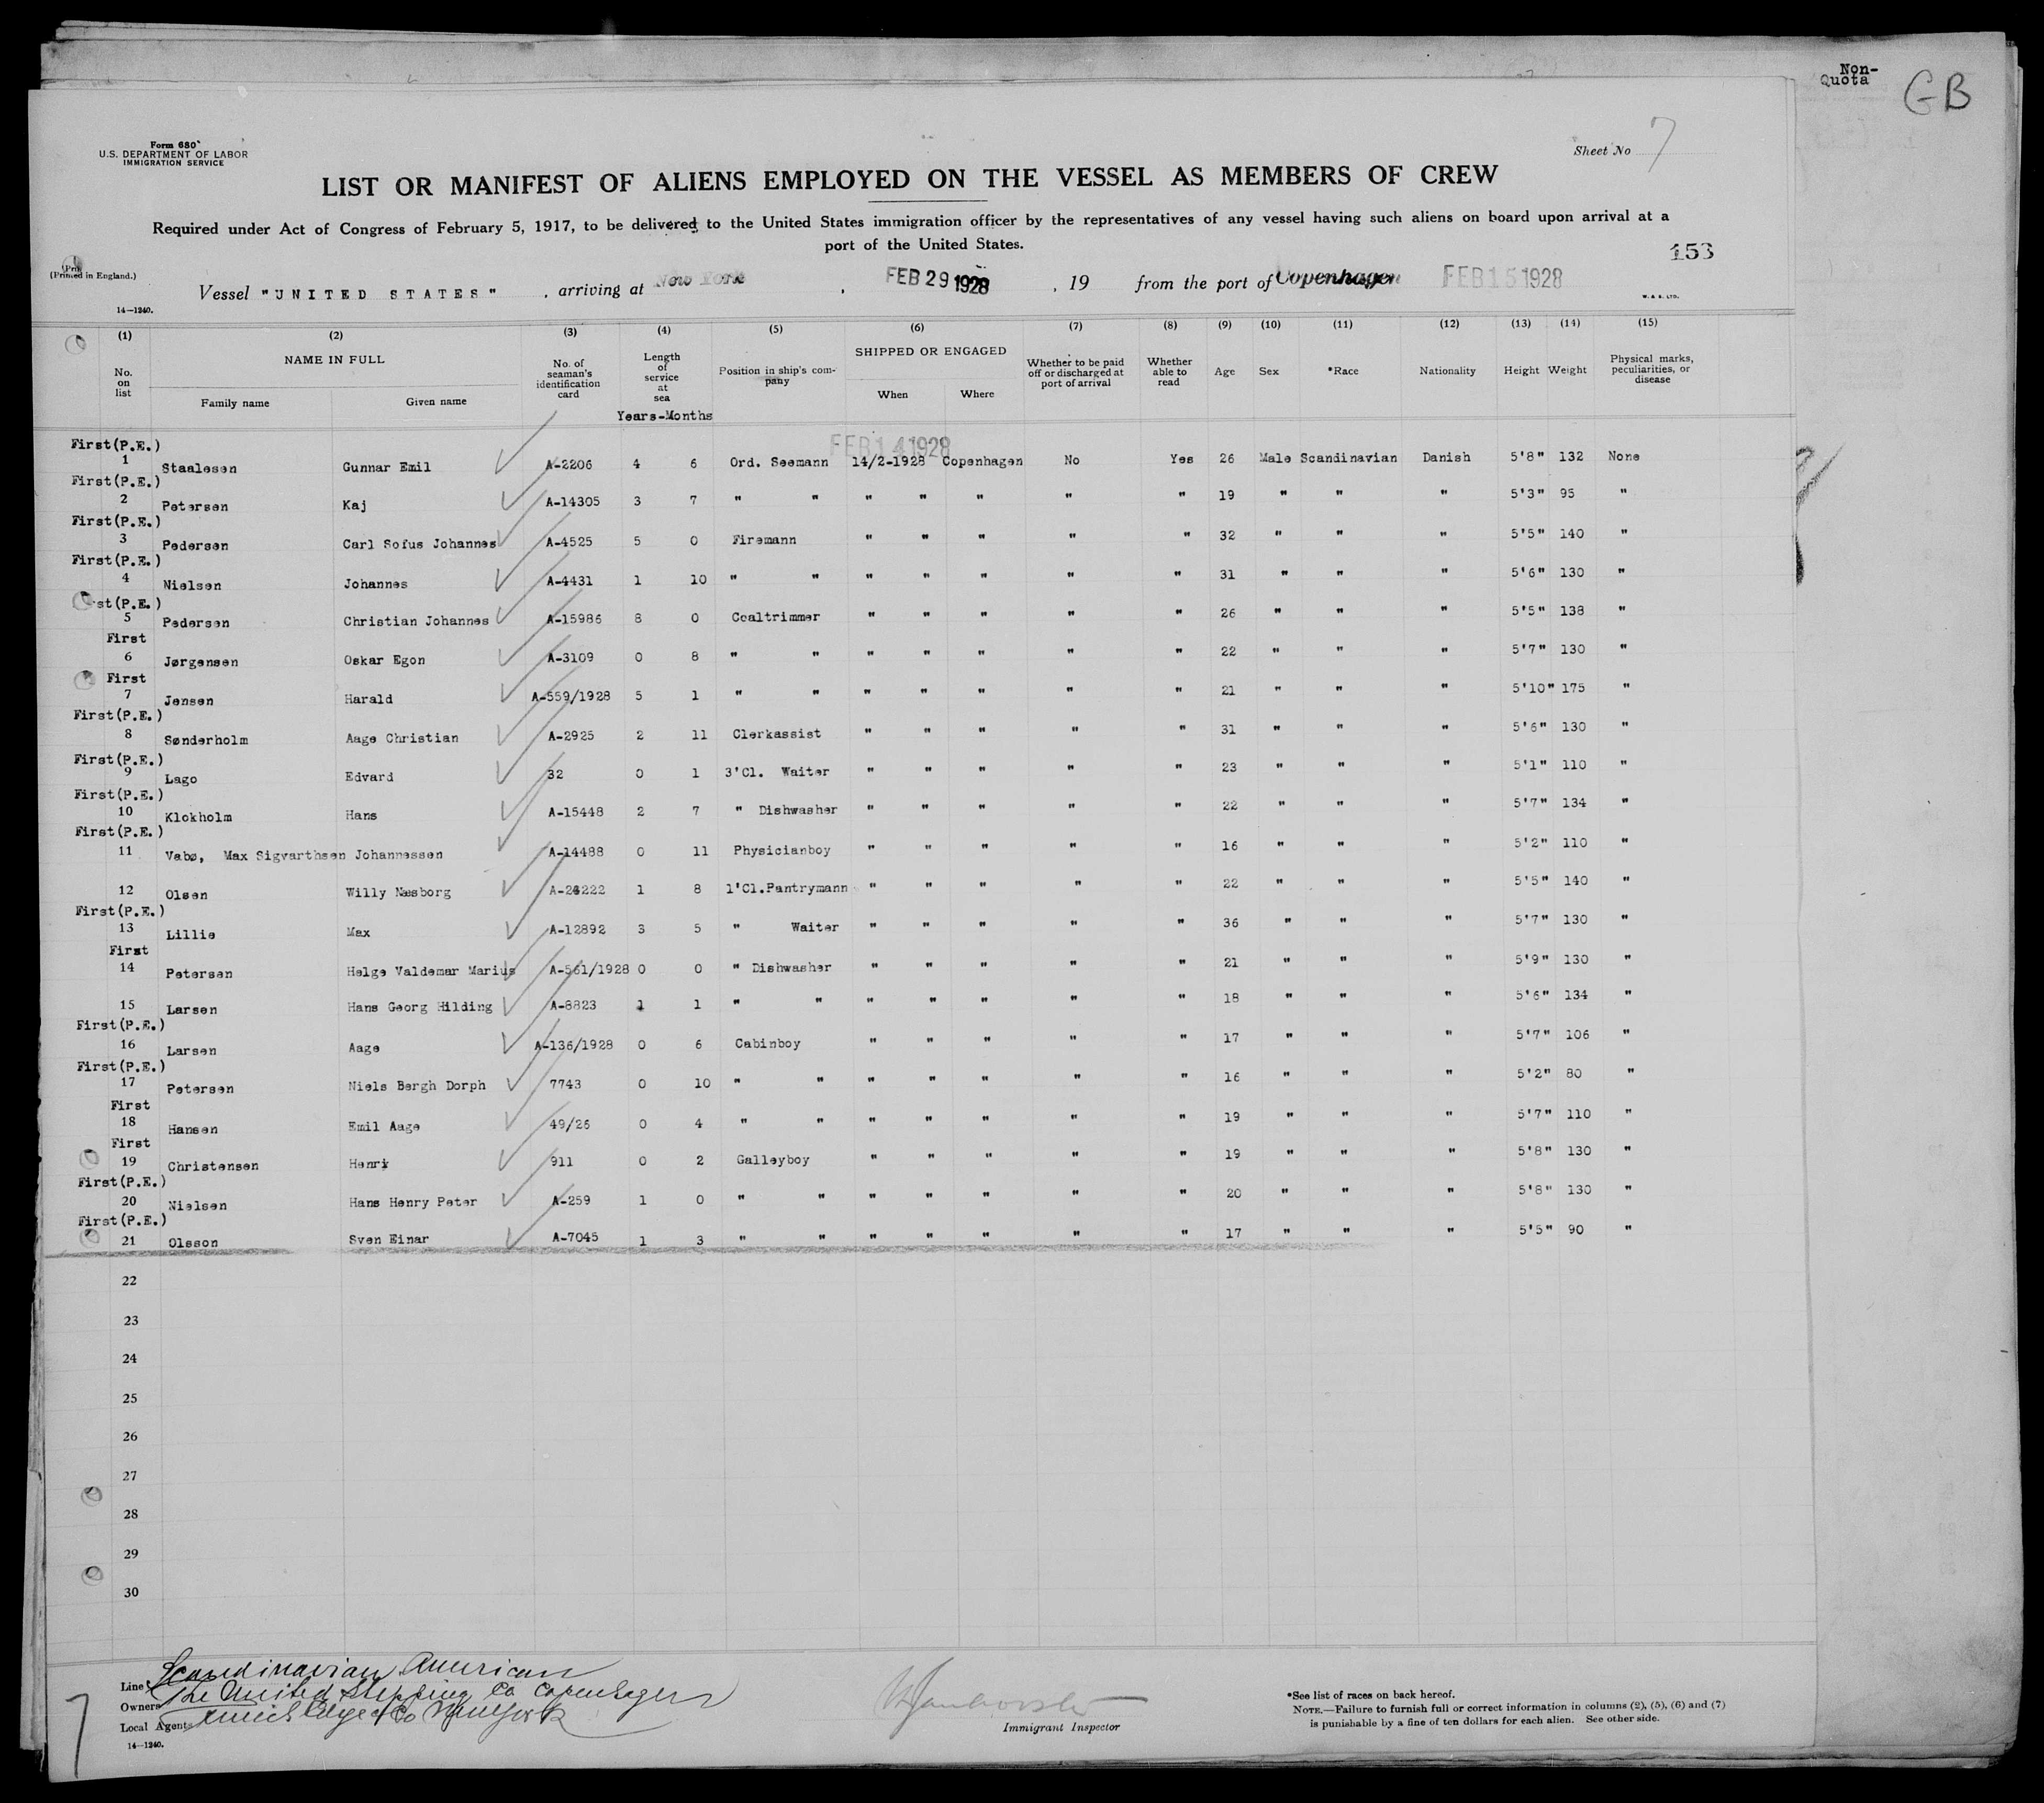 Non-
Quota
GB
Form 680
U.S. DEPARTMENT OF LABOR
IMMIGRATION SERVICE
Sheet No 7
LIST OR MANIFEST OF ALIENS EMPLOYED ON THE VESSEL AS MEMBERS OF CREW
Required under Act of Congress of February 5, 1917, to be delivered to the United States immigration officer by the representatives of any vessel having such aliens on board upon arrival at a
port of the United States.
153
(Printed in England.)
Vessel "UNITED STATES", arriving at New York, FEB 29 1928, 19 from the port of Copenhagen FEB 15 1928
W. & S. LTD.
14—1240.
(1) (2) (3) (4) (5) (6) (7) (8) (9) (10) (11) (12) (13) (14) (15)
No. on list
NAME IN FULL
Family name Given name
No. of seaman's identification card
Length of service at sea
Years-Months
Position in ship's company
SHIPPED OR ENGAGED
When Where
Whether to be paid off or discharged at port of arrival
Whether able to read
Age Sex *Race Nationality Height Weight
Physical marks, peculiarities, or disease
FEB 14 1928
First(P.E.)
1 Staalesen Gunnar Emil A-2206 4 6 Ord. Seemann 14/2-1928 Copenhagen No Yes 26 Male Scandinavian Danish 5'8" 132 None
First(P.E.)
2 Petersen Kaj A-14305 3 7 " " " " " " " 19 " " " 5'3" 95 "
First(P.E.)
3 Pedersen Carl Sofus Johannes A-4525 5 0 Firemann " " " " " 32 " " " 5'5" 140 "
First(P.E.)
4 Nielsen Johannes A-4431 1 10 " " " " " " " 31 " " " 5'6" 130 "
First(P.E.)
5 Pedersen Christian Johannes A-15986 8 0 Coaltrimmer " " " " " 26 " " " 5'5" 138 "
First
6 Jørgensen Oskar Egon A-3109 0 8 " " " " " " " 22 " " " 5'7" 130 "
First
7 Jensen Harald A-559/1928 5 1 " " " " " " " 21 " " " 5'10" 175 "
First(P.E.)
8 Sønderholm Aage Christian A-2925 2 11 Clerkassist " " " " " 31 " " " 5'6" 130 "
First(P.E.)
9 Lago Edvard 32 0 1 3'Cl. Waiter " " " " " 23 " " " 5'1" 110 "
First(P.E.)
10 Klokholm Hans A-15448 2 7 " Dishwasher " " " " " 22 " " " 5'7" 134 "
First(P.E.)
11 Vabø, Max Sigvarthsen Johannessen A-14488 0 11 Physicianboy " " " " " 16 " " " 5'2" 110 "
12 Olsen Willy Næsborg 1 8 1'Cl.Pantrymann " " " " " 22 " " " 5'5" 140 "
First(P.E.)
13 Lillie Max A-12892 3 5 " Waiter " " " " " 36 " " " 5'7" 130 "
First
14 Petersen Helge Valdemar Marius A-561/1928 0 0 " Dishwasher " " " " " 21 " " " 5'9" 130 "
15 Larsen Hans Georg Hilding A-8823 1 1 " " " " " " " 18 " " " 5'6" 134 "
First(P.E.)
16 Larsen Aage A-136/1928 0 6 Cabinboy " " " " " 17 " " " 5'7" 106 "
First(P.E.)
17 Petersen Niels Bergh Dorph 7743 0 10 " " " " " " " 16 " " " 5'2" 80 "
First
18 Hansen Emil Aage 49/26 0 4 " " " " " " " 19 " " " 5'7" 110 "
First
19 Christensen Henri 911 0 2 Galleyboy " " " " " 19 " " " 5'8" 130 "
First(P.E.)
20 Nielsen Hans Henry Peter A-259 1 0 " " " " " " " 20 " " " 5'8" 130 "
First(P.E.)
21 Olsson Sven Einar A-7045 1 3 " " " " " " " 17 " " " 5'5" 90 "
22
23
24
25
26
27
28
29
30
Line Scandinavian American
Owners The United Shipping Co Copenhagen
Local Agents & Co New York
14—1240.
7
Immigrant Inspector
*See list of races on back hereof.
NOTE.—Failure to furnish full or correct information in columns (2), (5), (6) and (7)
is punishable by a fine of ten dollars for each alien. See other side.